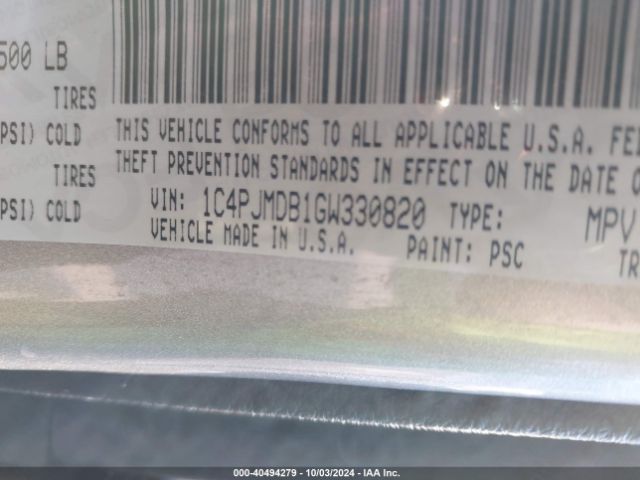 500 LB
TIRES
PSI) COLD
TIRES
PSI) COLD
THIS VEHICLE CONFORMS TO ALL APPLICABLE U.S.A. FE
THEFT PREVENTION STANDARDS IN EFFECT ON THE DATE O
VIN: 1C4PJMDB1GW330820 TYPE: MPV
VEHICLE MADE IN U.S.A. PAINT: PSC TR
000-40494279 - 10/03/2024 - IAA Inc.